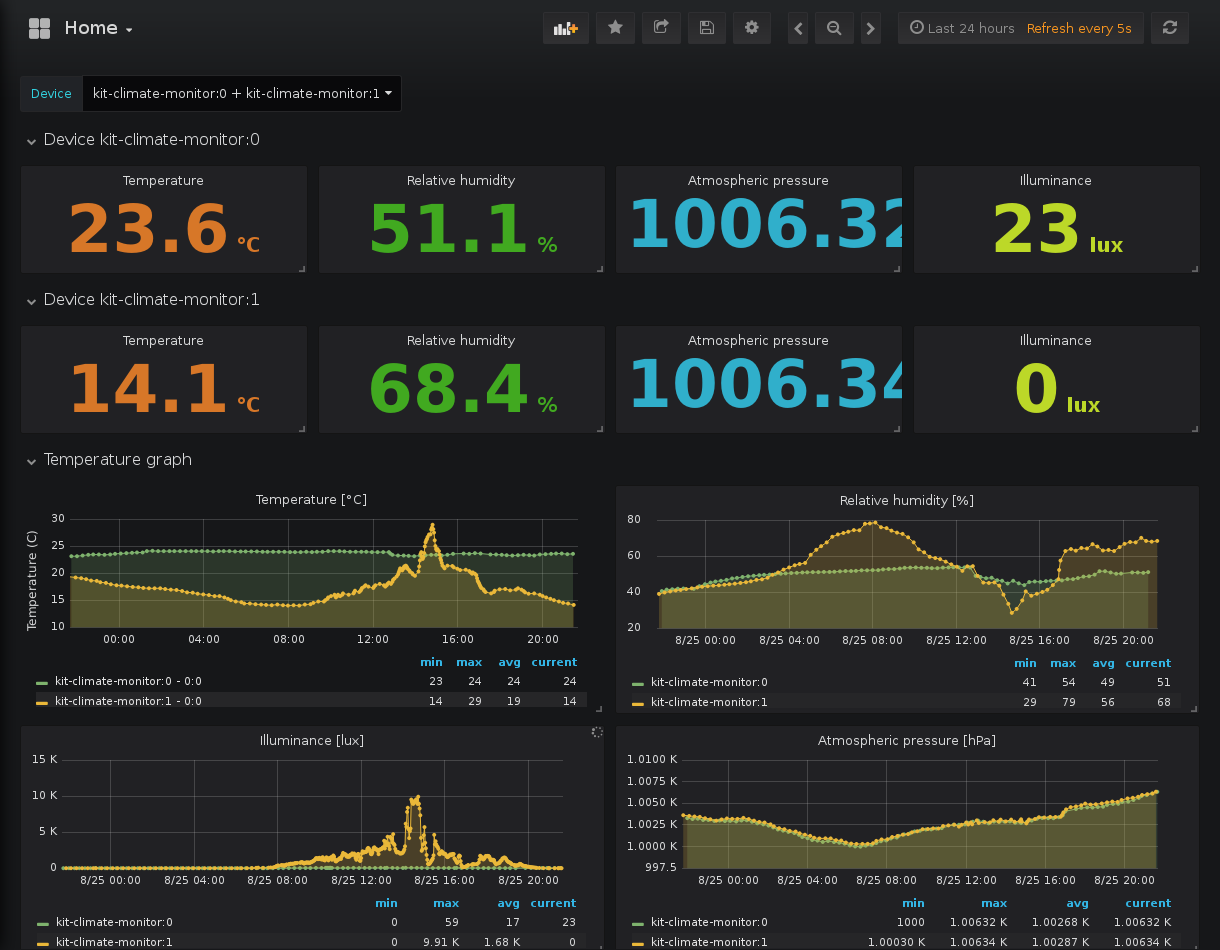 Home
Last 24 hours Refresh every 5s
Device kit-climate-monitor:0 + kit-climate-monitor:1
Device kit-climate-monitor:0
Temperature Relative humidity Atmospheric pressure Illuminance
23.6 °C 51.1 % 1006.32 23 lux
Device kit-climate-monitor:1
Temperature Relative humidity Atmospheric pressure Illuminance
14.1 °C 68.4 % 1006.34 0 lux
Temperature graph
Temperature [°C]
Temperature (C)
30
25
20
15
10
00:00 04:00 08:00 12:00 16:00 20:00
min max avg current
kit-climate-monitor:0 - 0:0 23 24 24 24
kit-climate-monitor:1 - 0:0 14 29 19 14
Relative humidity [%]
80
60
40
20
8/25 00:00 8/25 04:00 8/25 08:00 8/25 12:00 8/25 16:00 8/25 20:00
min max avg current
kit-climate-monitor:0 41 54 49 51
kit-climate-monitor:1 29 79 56 68
Illuminance [lux]
15 K
10 K
5 K
0
8/25 00:00 8/25 04:00 8/25 08:00 8/25 12:00 8/25 16:00 8/25 20:00
min max avg current
kit-climate-monitor:0 0 59 17 23
kit-climate-monitor:1 0 9.91 K 1.68 K 0
Atmospheric pressure [hPa]
1.0100 K
1.0075 K
1.0050 K
1.0025 K
1.0000 K
997.5
8/25 00:00 8/25 04:00 8/25 08:00 8/25 12:00 8/25 16:00 8/25 20:00
min max avg current
kit-climate-monitor:0 1000 1.00632 K 1.00268 K 1.00632 K
kit-climate-monitor:1 1.00030 K 1.00634 K 1.00287 K 1.00634 K